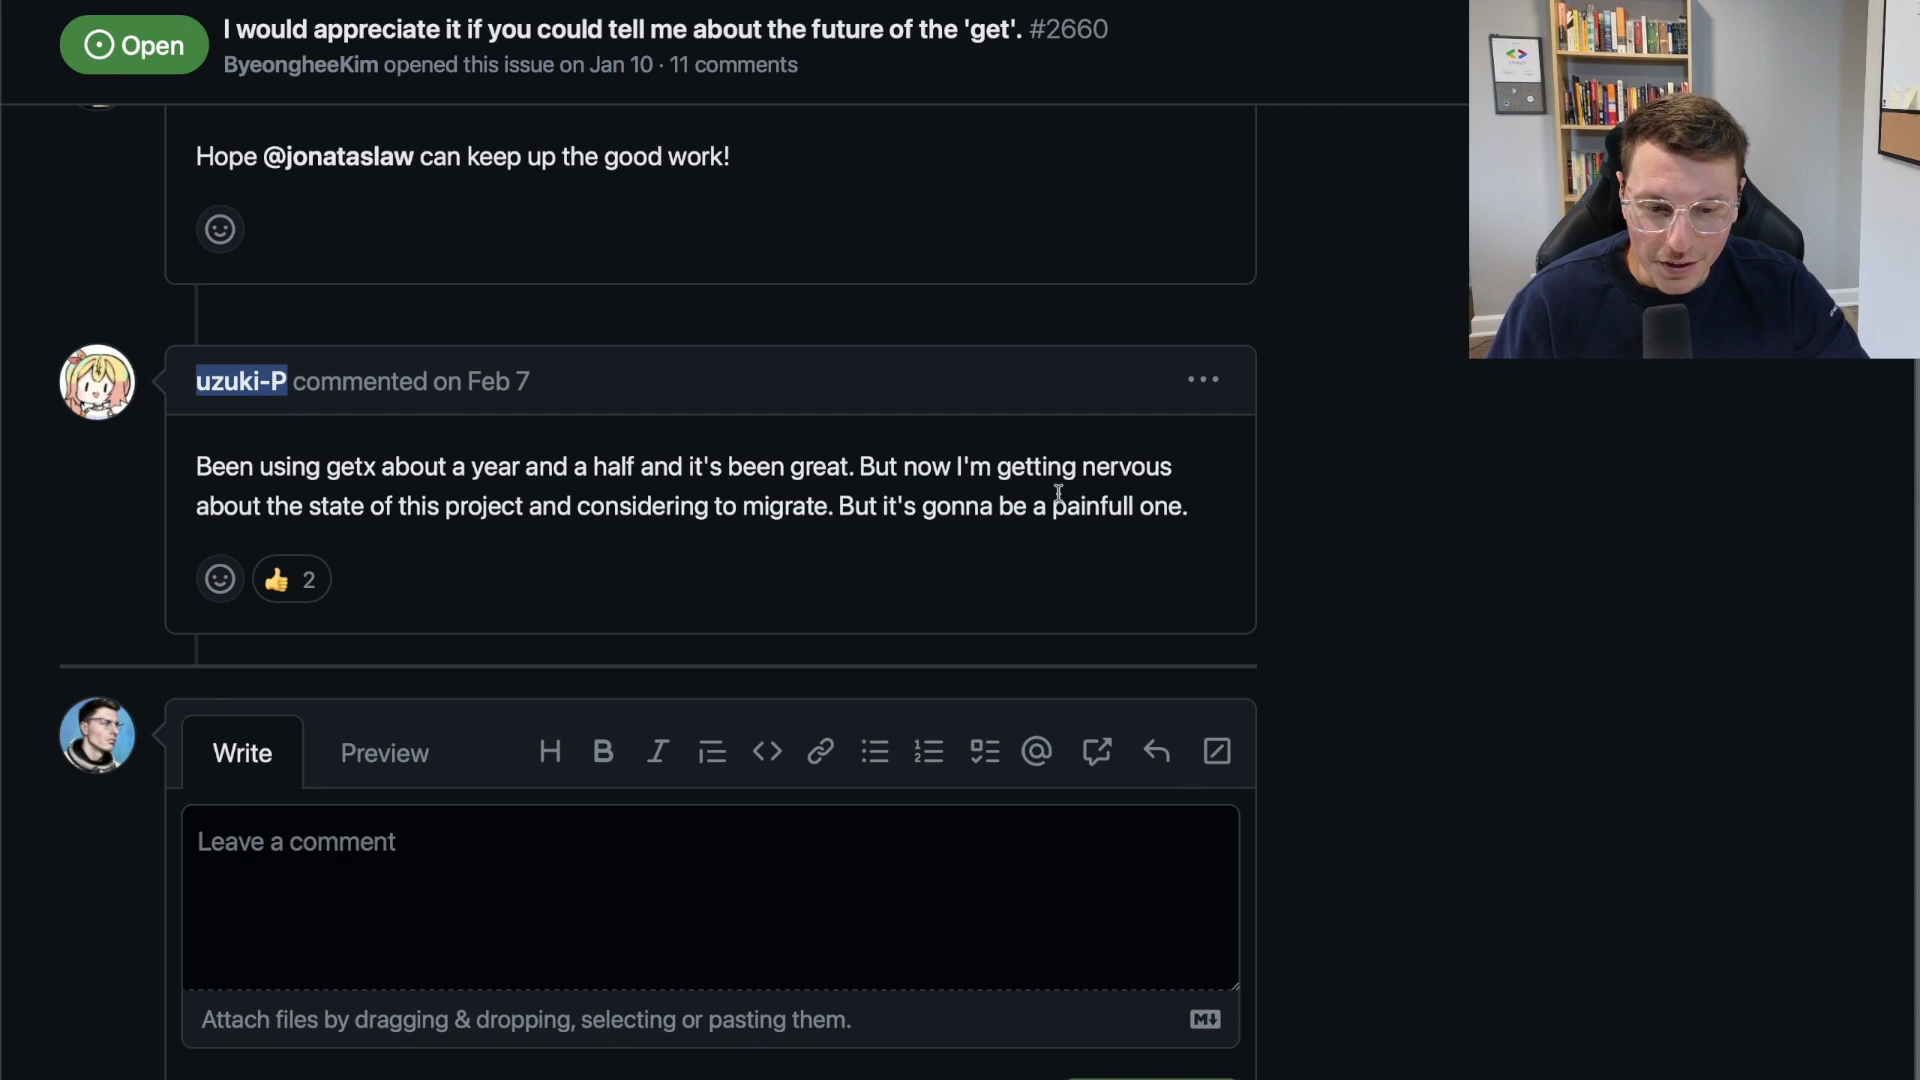 Open
I would appreciate it if you could tell me about the future of the 'get'. #2660
ByeongheeKim opened this issue on Jan 10 · 11 comments
Hope @jonataslaw can keep up the good work!
uzuki-P commented on Feb 7
Been using getx about a year and a half and it's been great. But now I'm getting nervous
about the state of this project and considering to migrate. But it's gonna be a painfull one.
👍 2
Write
Preview
Leave a comment
Attach files by dragging & dropping, selecting or pasting them.